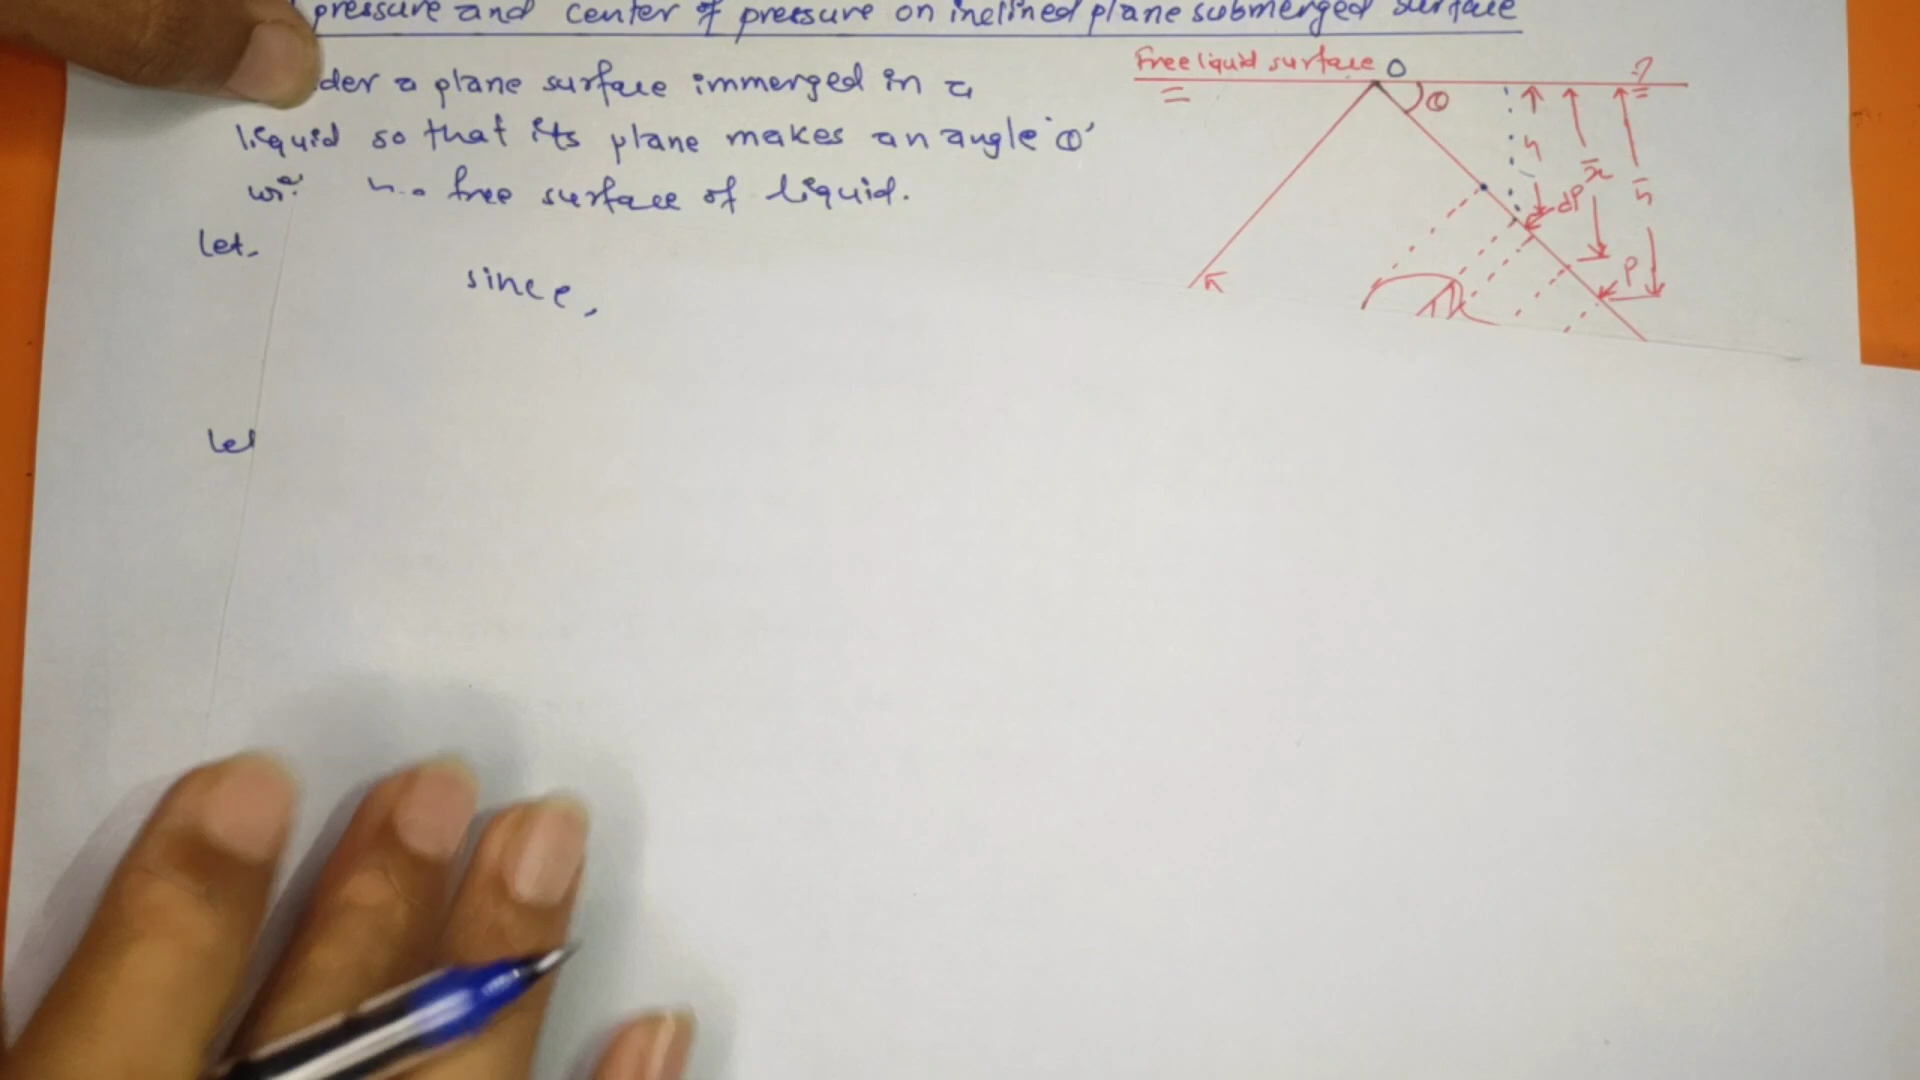 pressure and center of pressure on inclined plane submerged surface
der a plane surface immerged in a
liquid so that its plane makes an angle 'θ'
free surface of liquid.
let,
since,
let
Free liquid surface O
θ
h
x̄
h̄
dP
P